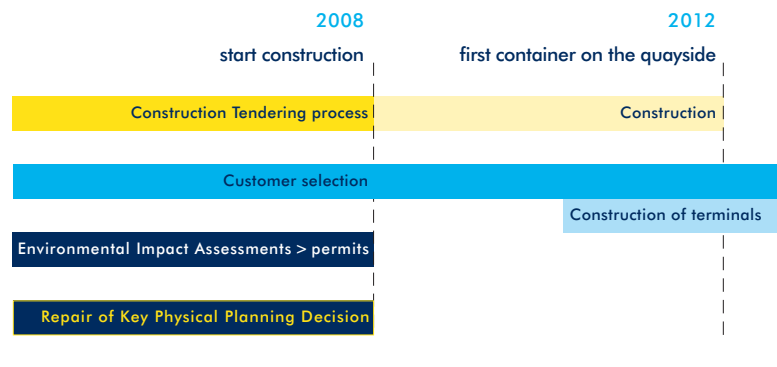 2008
2012
start construction
first container on the quayside
Construction Tendering process
Construction
Customer selection
Construction of terminals
Environmental Impact Assessments > permits
Repair of Key Physical Planning Decision